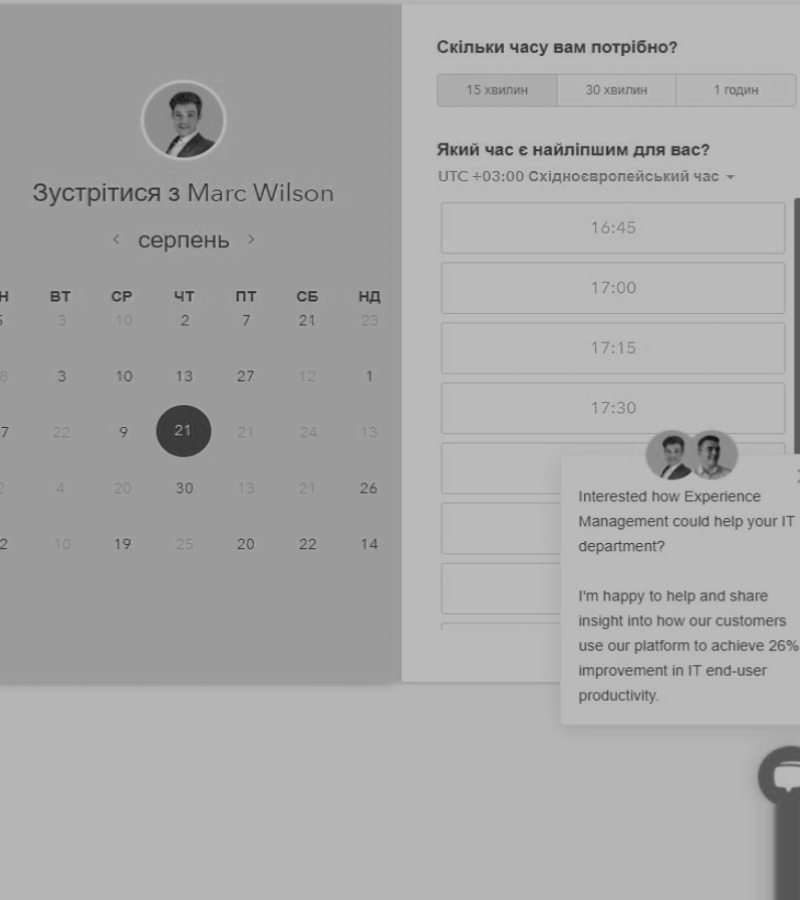 Зустрітися з Marc Wilson
серпень
ВТ СР ЧТ ПТ СБ НД
3 10 2 7 21 23
3 10 13 27 12 1
22 9 21 21 24 13
4 20 30 13 21 26
10 19 25 20 22 14
Скільки часу вам потрібно?
15 хвилин 30 хвилин 1 годин
Який час є найліпшим для вас?
UTC +03:00 Східноєвропейський час
16:45
17:00
17:15
17:30
Interested how Experience
Management could help your IT
department?
I'm happy to help and share
insight into how our customers
use our platform to achieve 26%
improvement in IT end-user
productivity.